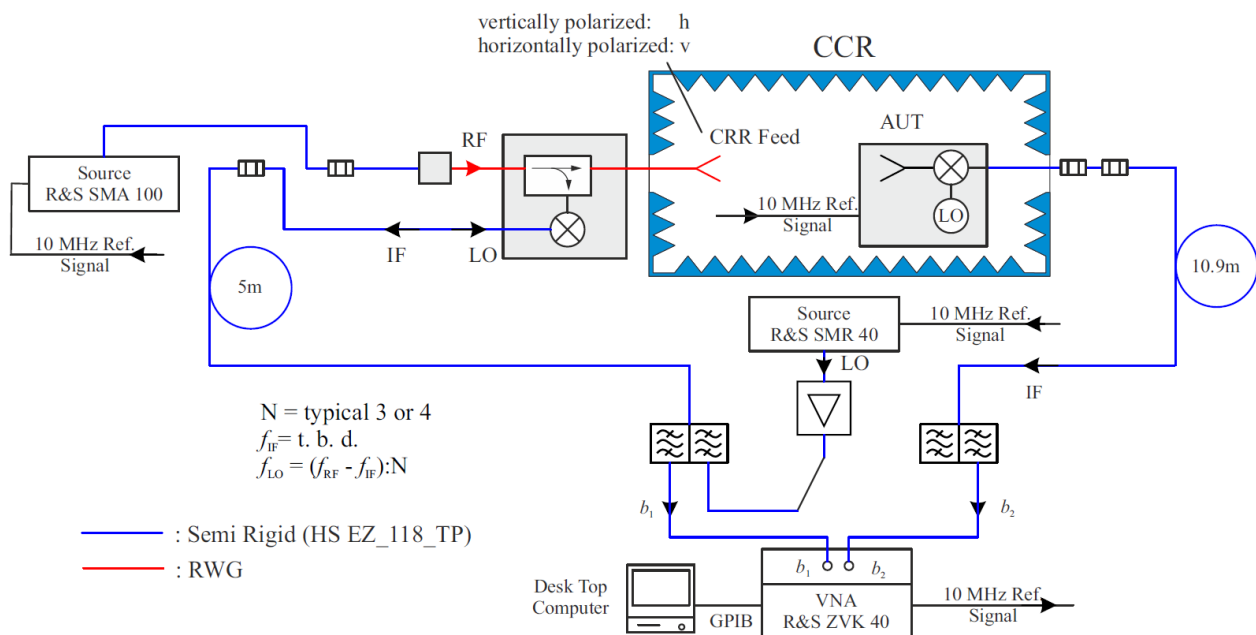 vertically polarized: h
horizontally polarized: v
CCR
Source
R&S SMA 100
10 MHz Ref.
Signal
RF
CRR Feed
AUT
LO
10 MHz Ref.
Signal
IF
LO
5m
10.9m
Source
R&S SMR 40
10 MHz Ref.
Signal
LO
IF
N = typical 3 or 4
fIF= t. b. d.
fLO = (fRF - fIF):N
b1
b2
: Semi Rigid (HS EZ_118_TP)
: RWG
Desk Top
Computer
GPIB
b1
b2
VNA
R&S ZVK 40
10 MHz Ref.
Signal